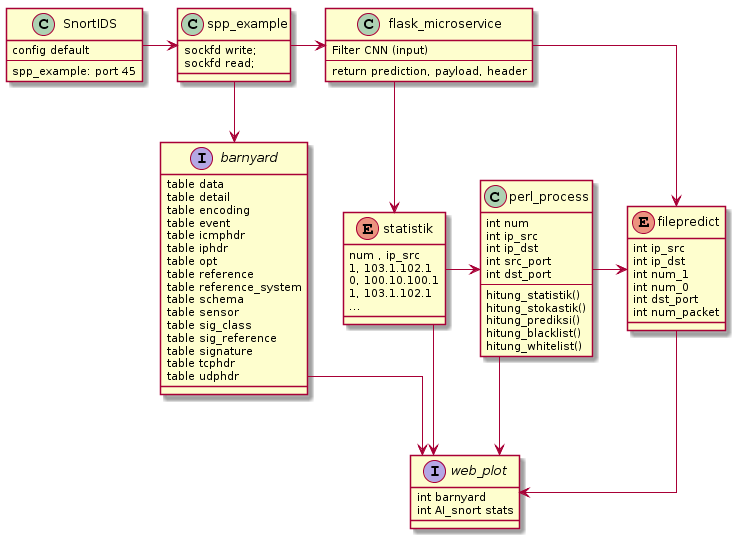 C SnortIDS
config default
spp_example: port 45
C spp_example
sockfd write;
sockfd read;
C flask_microservice
Filter CNN (input)
return prediction, payload, header
I barnyard
table data
table detail
table encoding
table event
table icmphdr
table iphdr
table opt
table reference
table reference_system
table schema
table sensor
table sig_class
table sig_reference
table signature
table tcphdr
table udphdr
E statistik
num , ip_src
1, 103.1.102.1
0, 100.10.100.1
1, 103.1.102.1
...
C perl_process
int num
int ip_src
int ip_dst
int src_port
int dst_port
hitung_statistik()
hitung_stokastik()
hitung_prediksi()
hitung_blacklist()
hitung_whitelist()
E filepredict
int ip_src
int ip_dst
int num_1
int num_0
int dst_port
int num_packet
I web_plot
int barnyard
int AI_snort stats